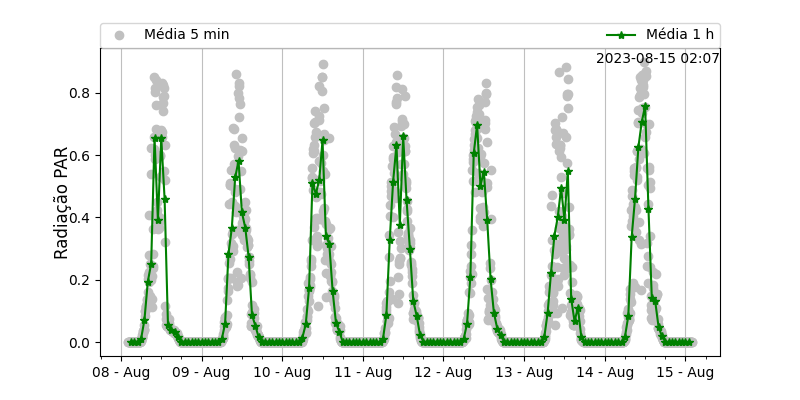 Média 5 min
Média 1 h
2023-08-15 02:07
Radiação PAR
0.8
0.6
0.4
0.2
0.0
08 - Aug
09 - Aug
10 - Aug
11 - Aug
12 - Aug
13 - Aug
14 - Aug
15 - Aug